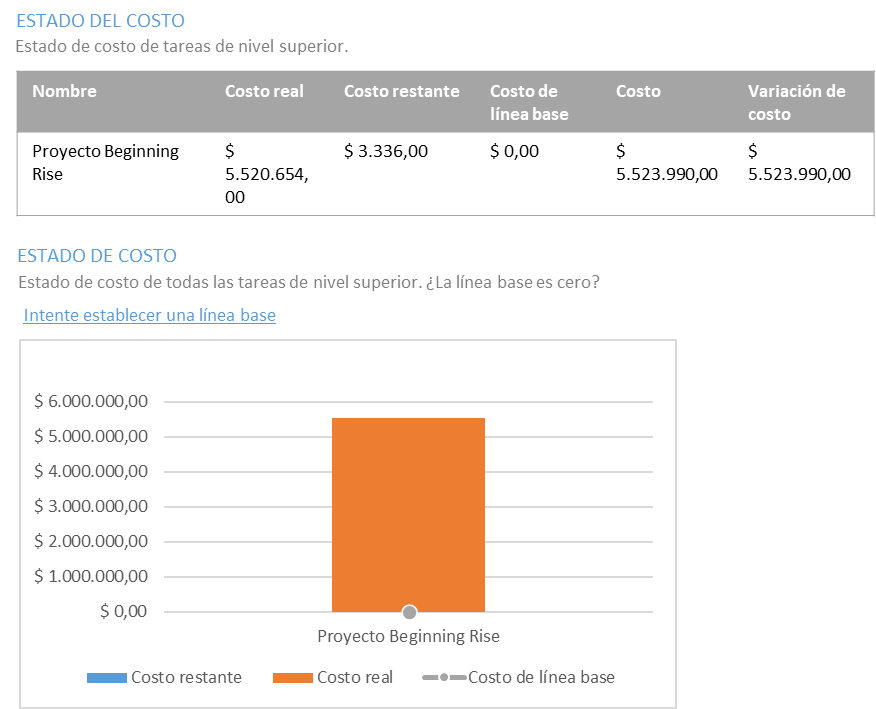 ESTADO DEL COSTO
Estado de costo de tareas de nivel superior.
Nombre Costo real Costo restante Costo de línea base Costo Variación de costo
Proyecto Beginning Rise $ 5.520.654,00 $ 3.336,00 $ 0,00 $ 5.523.990,00 $ 5.523.990,00
ESTADO DE COSTO
Estado de costo de todas las tareas de nivel superior. ¿La línea base es cero?
Intente establecer una línea base
$ 6.000.000,00
$ 5.000.000,00
$ 4.000.000,00
$ 3.000.000,00
$ 2.000.000,00
$ 1.000.000,00
$ 0,00
Proyecto Beginning Rise
Costo restante Costo real Costo de línea base